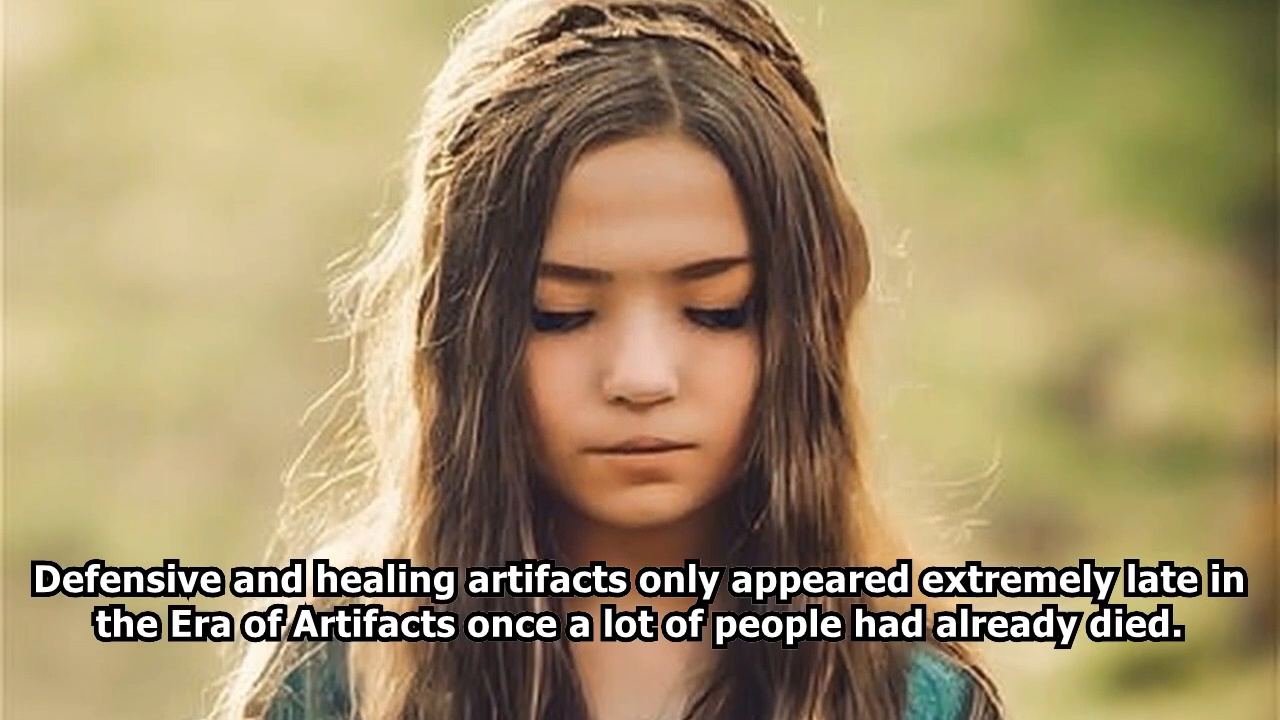 Defensive and healing artifacts only appeared extremely late in
the Era of Artifacts once a lot of people had already died.